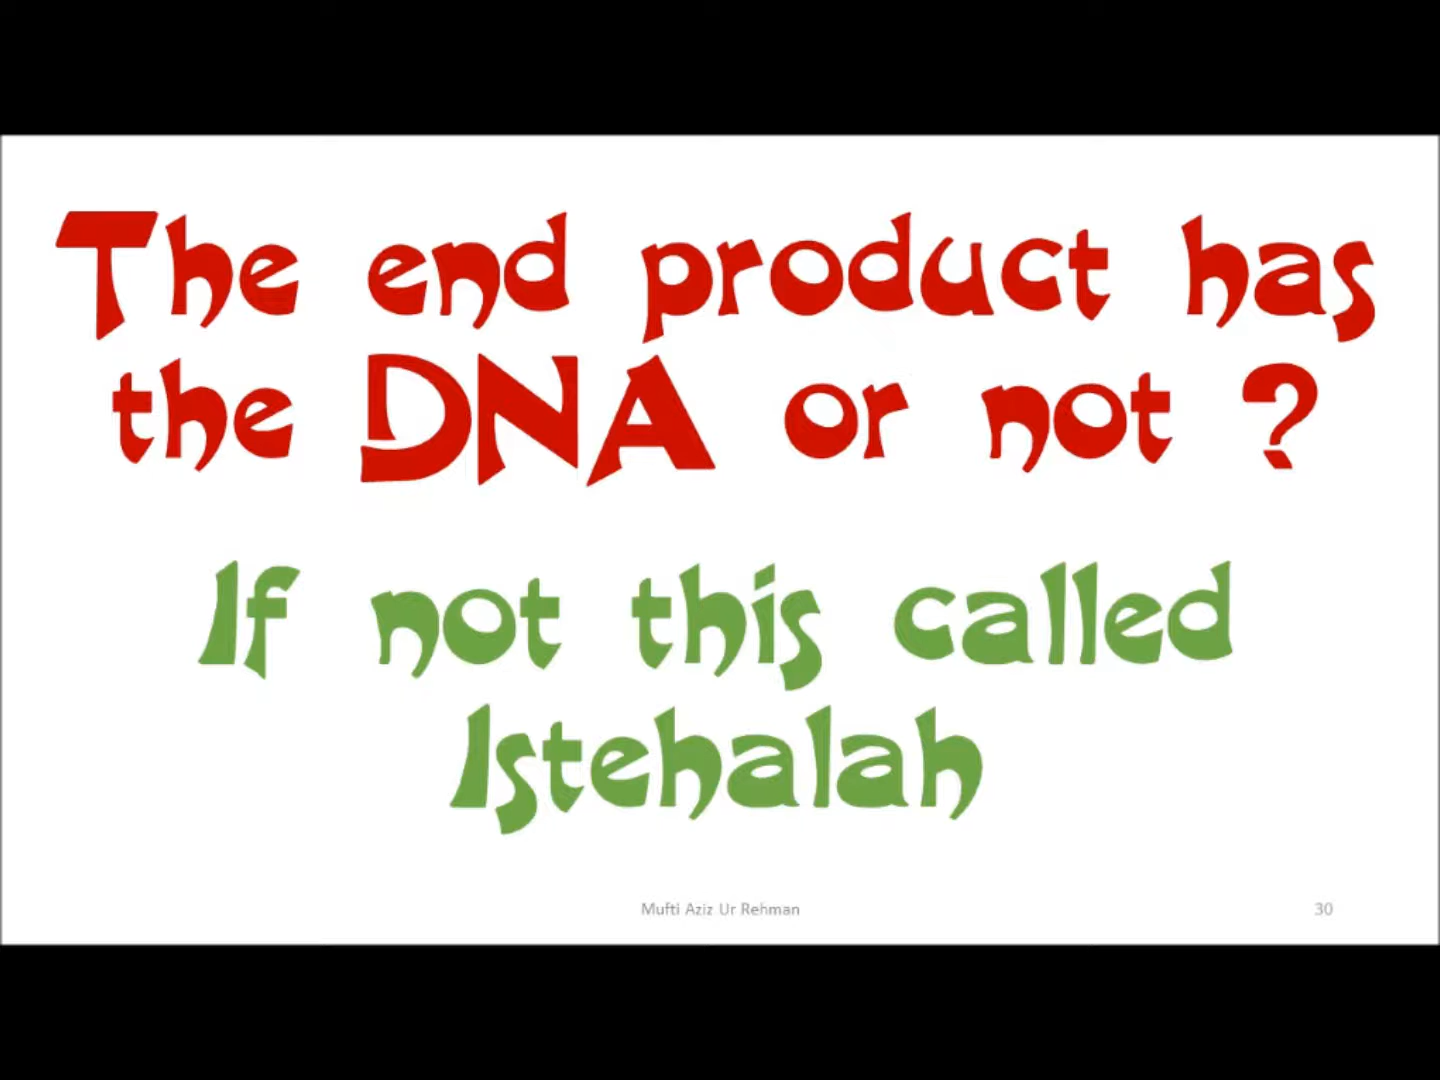 The end product has
the DNA or not ?
If not this called
Istehalah
Mufti Aziz Ur Rehman
30